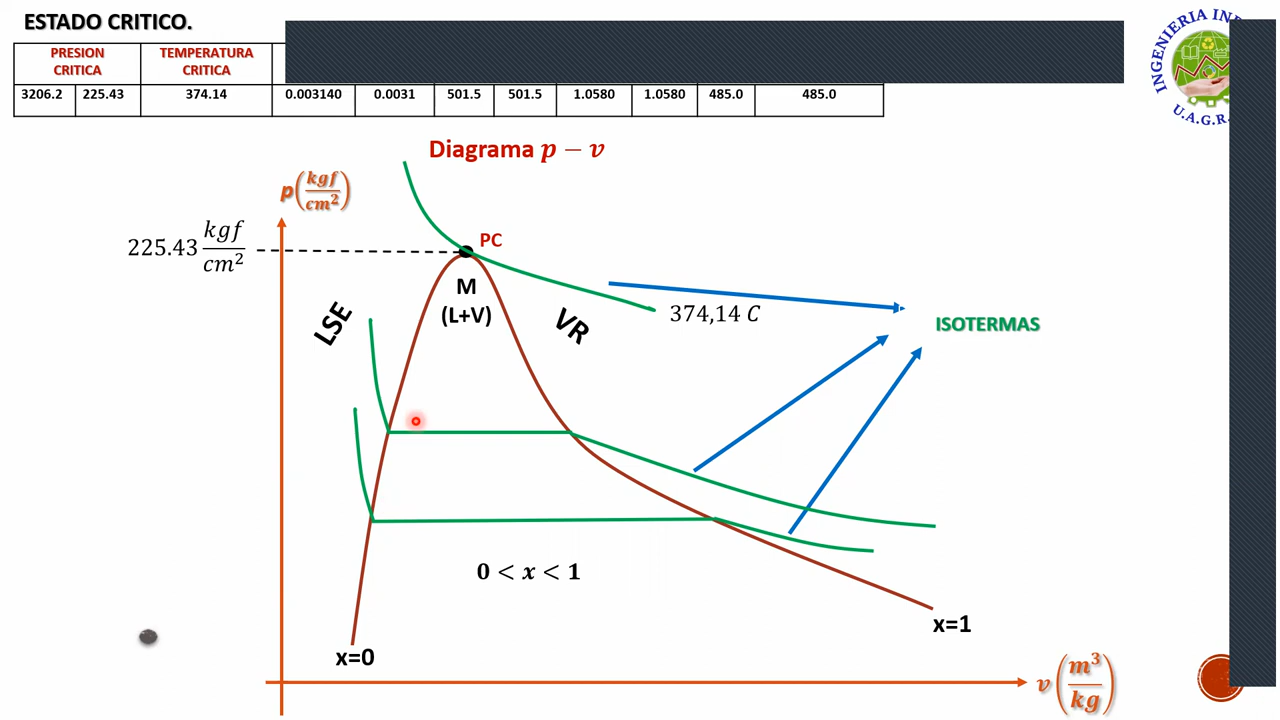 ESTADO CRITICO.
PRESION CRITICA
TEMPERATURA CRITICA
3206.2 225.43 374.14 0.003140 0.0031 501.5 501.5 1.0580 1.0580 485.0 485.0
INGENIERIA
U.A.G.R.
Diagrama p − v
p(kgf/cm²)
225.43 kgf/cm²
PC
M
(L+V)
LSE
VR
374,14 C
ISOTERMAS
0 < x < 1
x=1
x=0
v(m³/kg)